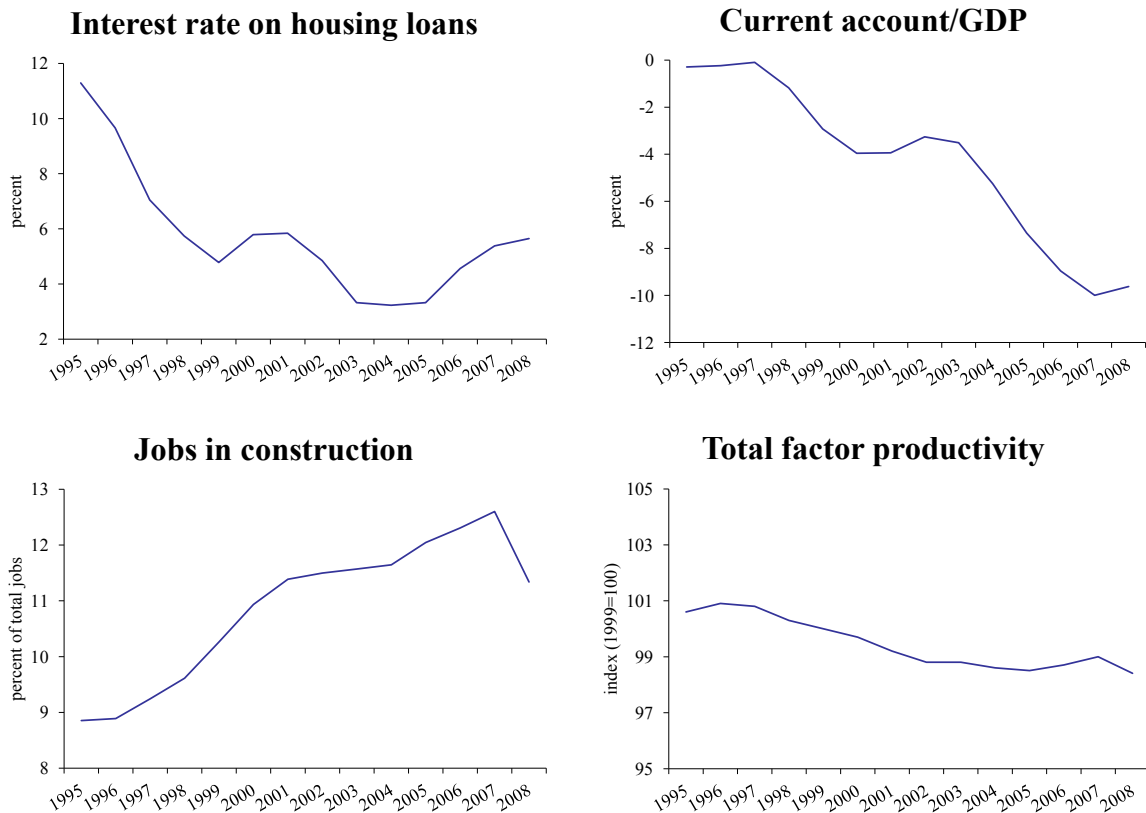 Interest rate on housing loans
12
10
8
6
4
2
percent
1995 1996 1997 1998 1999 2000 2001 2002 2003 2004 2005 2006 2007 2008
Current account/GDP
0
-2
-4
-6
-8
-10
-12
percent
1995 1996 1997 1998 1999 2000 2001 2002 2003 2004 2005 2006 2007 2008
Jobs in construction
13
12
11
10
9
8
percent of total jobs
1995 1996 1997 1998 1999 2000 2001 2002 2003 2004 2005 2006 2007 2008
Total factor productivity
105
103
101
99
97
95
index (1999=100)
1995 1996 1997 1998 1999 2000 2001 2002 2003 2004 2005 2006 2007 2008